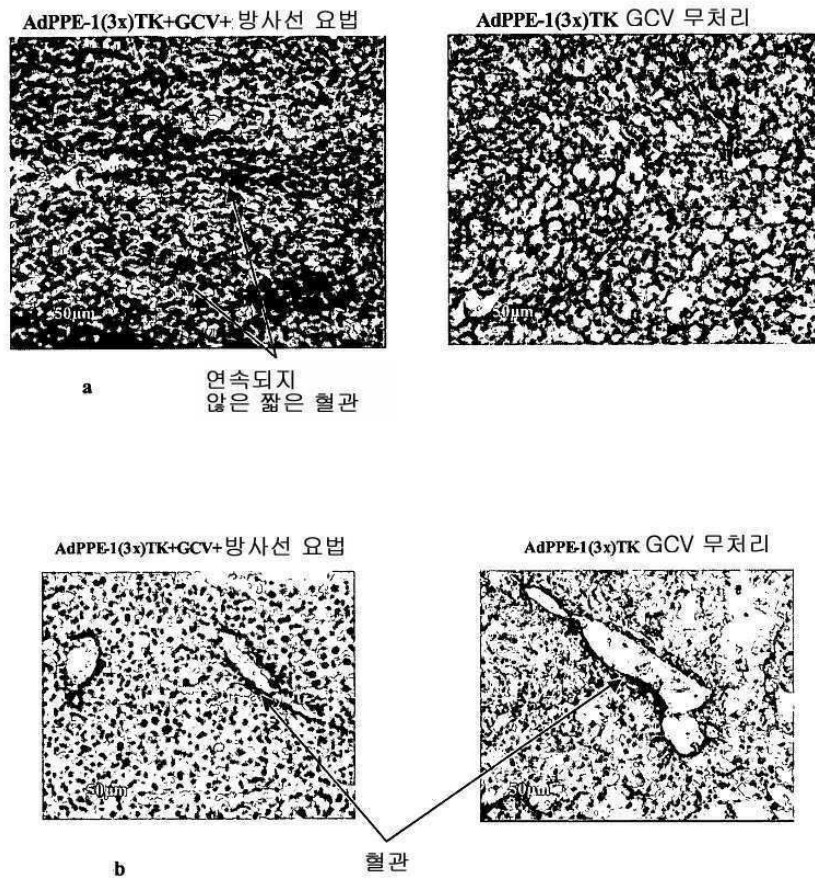 AdPPE-1(3x)TK+GCV+ 방사선 요법
AdPPE-1(3x)TK GCV 무처리
50μm
50μm
연속되지
않은 짧은 혈관
a
AdPPE-1(3x)TK+GCV+ 방사선 요법
AdPPE-1(3x)TK GCV 무처리
50μm
50μm
혈관
b